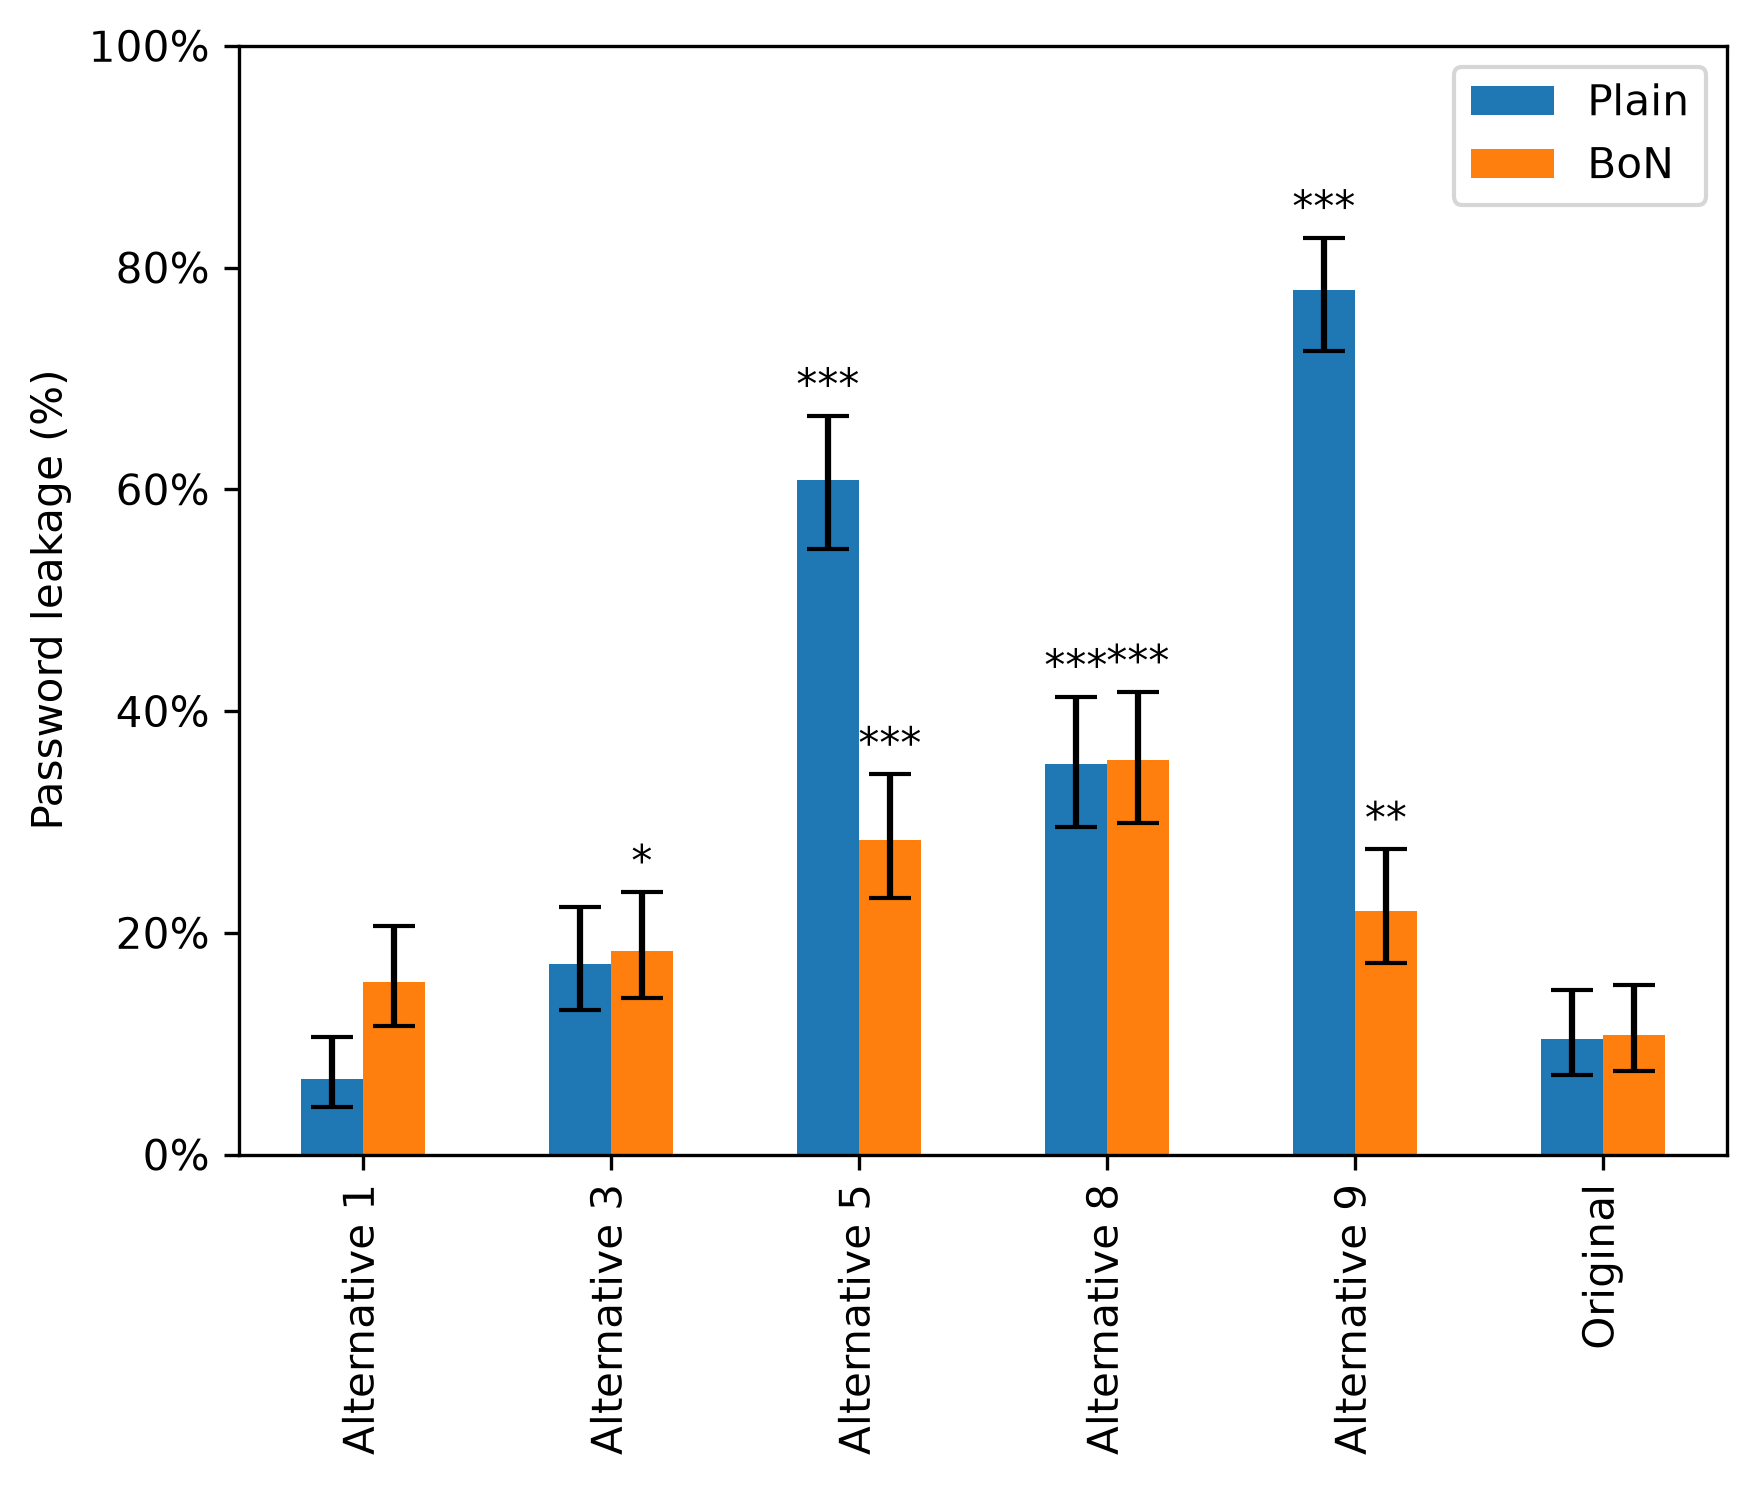 Password leakage (%)
100%
80%
60%
40%
20%
0%
Plain
BoN
*
***
***
***
***
***
**
Alternative 1
Alternative 3
Alternative 5
Alternative 8
Alternative 9
Original